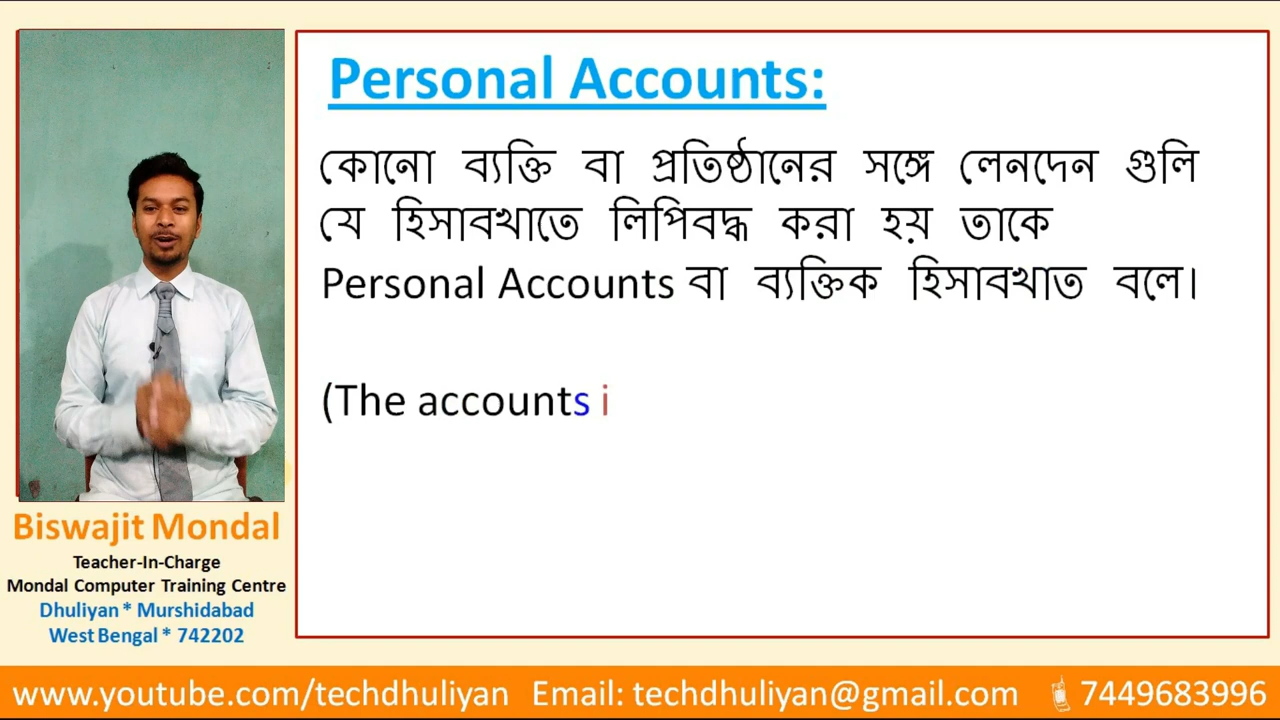 Personal Accounts:
কোনো ব্যক্তি বা প্রতিষ্ঠানের সঙ্গে লেনদেন গুলি
যে হিসাবখাতে লিপিবদ্ধ করা হয় তাকে
Personal Accounts বা ব্যক্তিক হিসাবখাত বলে।
(The accounts i
Biswajit Mondal
Teacher-In-Charge
Mondal Computer Training Centre
Dhuliyan * Murshidabad
West Bengal * 742202
www.youtube.com/techdhuliyan Email: techdhuliyan@gmail.com 7449683996